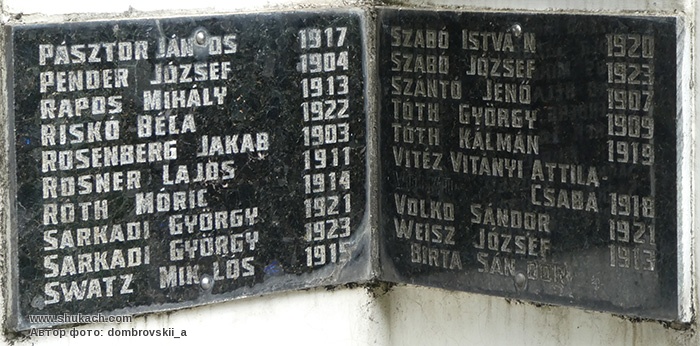 PÁSZTOR JÁNOS 1917
PENDER JÓZSEF 1904
RAPOS MIHÁLY 1913
RISKÓ BÉLA 1922
ROSENBERG JAKAB 1903
ROSNER LAJOS 1911
RÓTH MÓRIC 1914
SARKADI GYÖRGY 1921
SARKADI GYÖRGY 1923
SWATZ MIKLÓS 1915
SZABÓ ISTVÁN 1920
SZABÓ JÓZSEF 1923
SZÁNTÓ JENŐ 1907
TÓTH GYÖRGY 1909
TÓTH KÁLMÁN 1919
VITÉZ VITÁNYI ATTILA-
CSABA 1918
VOLKO SÁNDOR 1921
WEISZ JÓZSEF 1913
BIRTA SÁNDOR
www.shukach.com
Автор фото: dombrovskii_a